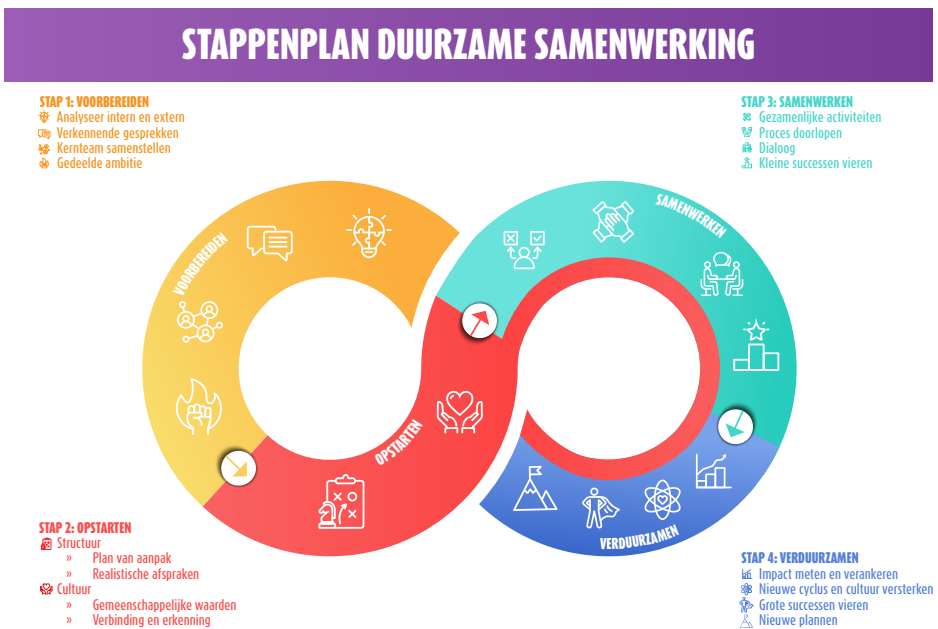 STAPPENPLAN DUURZAME SAMENWERKING
STAP 1: VOORBEREIDEN
Analyseer intern en extern
Verkennende gesprekken
Kernteam samenstellen
Gedeelde ambitie
STAP 3: SAMENWERKEN
Gezamenlijke activiteiten
Proces doorlopen
Dialoog
Kleine successen vieren
VOORBEREIDEN
SAMENWERKEN
OPSTARTEN
VERDUURZAMEN
STAP 2: OPSTARTEN
Structuur
» Plan van aanpak
» Realistische afspraken
Cultuur
» Gemeenschappelijke waarden
» Verbinding en erkenning
STAP 4: VERDUURZAMEN
Impact meten en verankeren
Nieuwe cyclus en cultuur versterken
Grote successen vieren
Nieuwe plannen